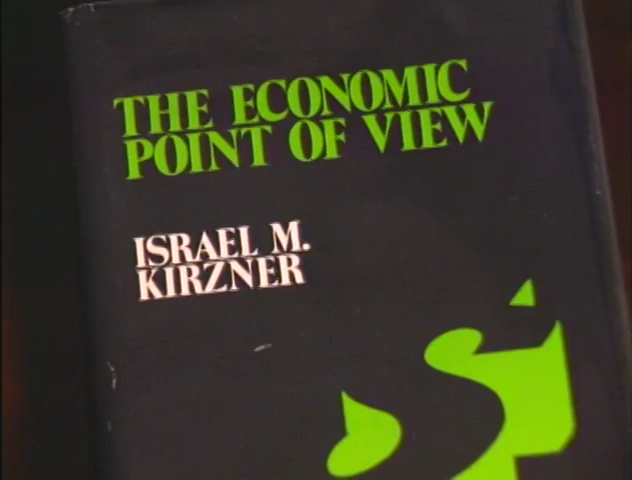 THE ECONOMIC
POINT OF VIEW
ISRAEL M.
KIRZNER